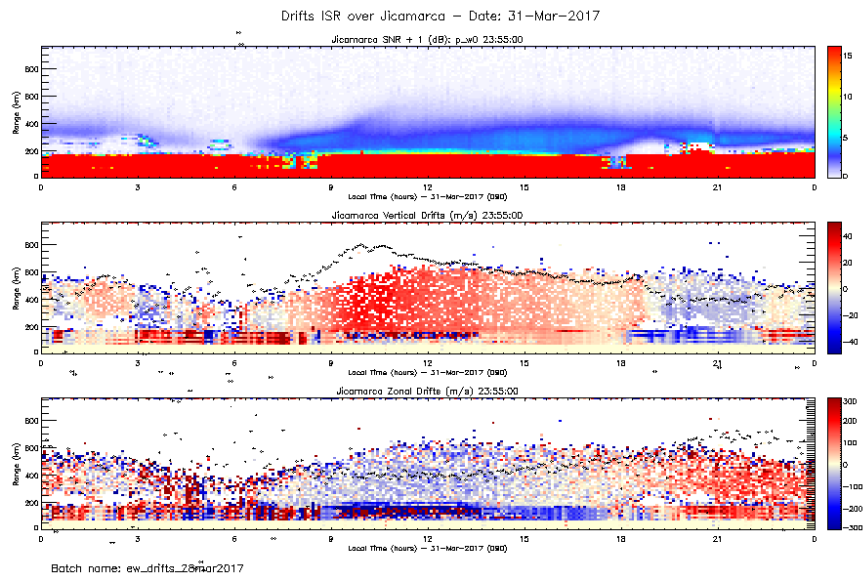 Drifts ISR over Jicamarca – Date: 31-Mar-2017
Jicamarca SNR + 1 (dB): p_w0 23:55:00
Range (km)
800
600
400
200
0
0 3 6 9 12 15 18 21 0
Local Time (hours) – 31-Mar-2017 (090)
15
10
5
0
Jicamarca Vertical Drifts (m/s) 23:55:00
Range (km)
800
600
400
200
0
0 3 6 9 12 15 18 21 0
Local Time (hours) – 31-Mar-2017 (090)
40
20
0
-20
-40
Jicamarca Zonal Drifts (m/s) 23:55:00
Range (km)
800
600
400
200
0
0 3 6 9 12 15 18 21 0
Local Time (hours) – 31-Mar-2017 (090)
300
200
100
0
-100
-200
-300
Batch name: ew_drifts_28mar2017